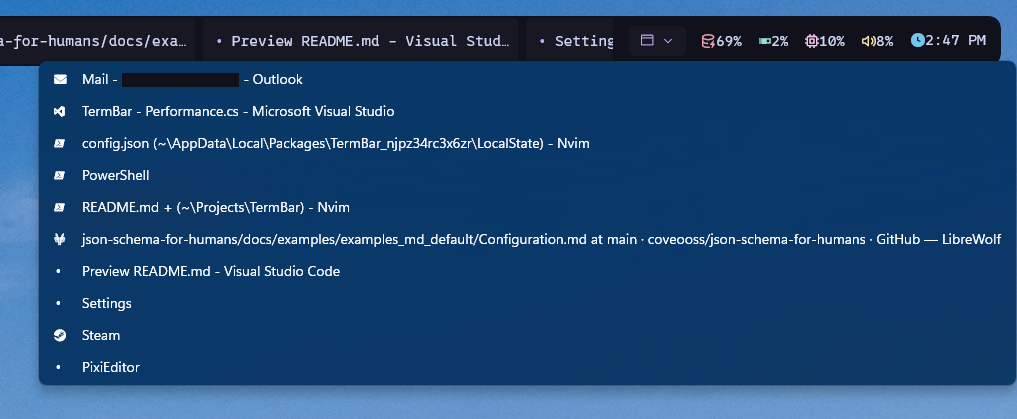 a-for-humans/docs/exa…
• Preview README.md - Visual Stud…
• Setting
69%
2%
10%
8%
2:47 PM
Mail - - Outlook
TermBar - Performance.cs - Microsoft Visual Studio
config.json (~\AppData\Local\Packages\TermBar_njpz34rc3x6zr\LocalState) - Nvim
PowerShell
README.md + (~\Projects\TermBar) - Nvim
json-schema-for-humans/docs/examples/examples_md_default/Configuration.md at main · coveooss/json-schema-for-humans · GitHub — LibreWolf
• Preview README.md - Visual Studio Code
• Settings
Steam
• PixiEditor